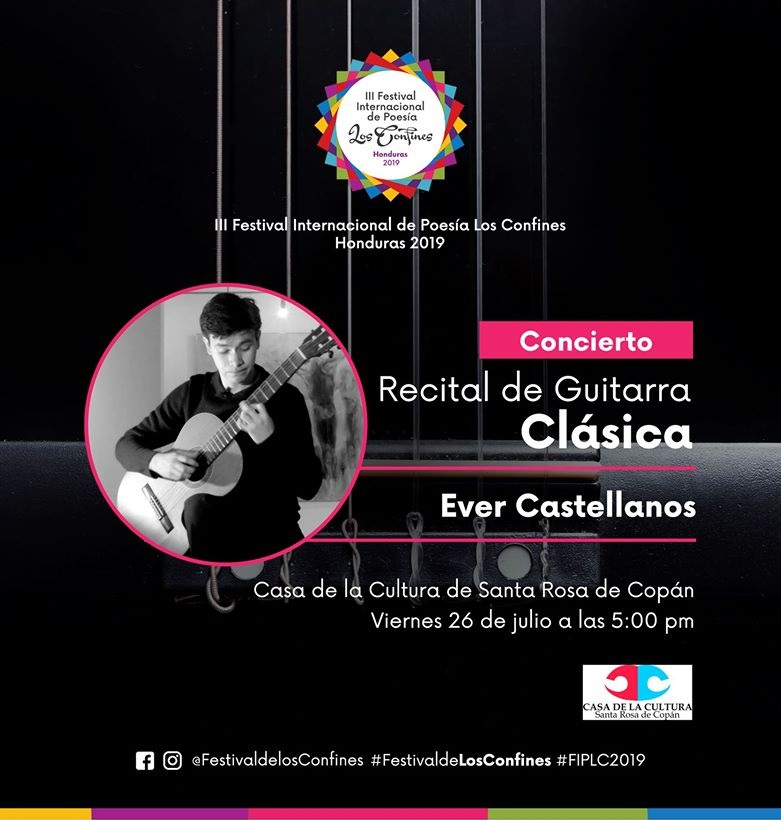 III Festival
Internacional
de Poesía
Los Confines
Honduras
2019
III Festival Internacional de Poesía Los Confines
Honduras 2019
Concierto
Recital de Guitarra
Clásica
Ever Castellanos
Casa de la Cultura de Santa Rosa de Copán
Viernes 26 de julio a las 5:00 pm
CASA DE LA CULTURA
Santa Rosa de Copán
@FestivaldelosConfines #FestivaldeLosConfines #FIPLC2019